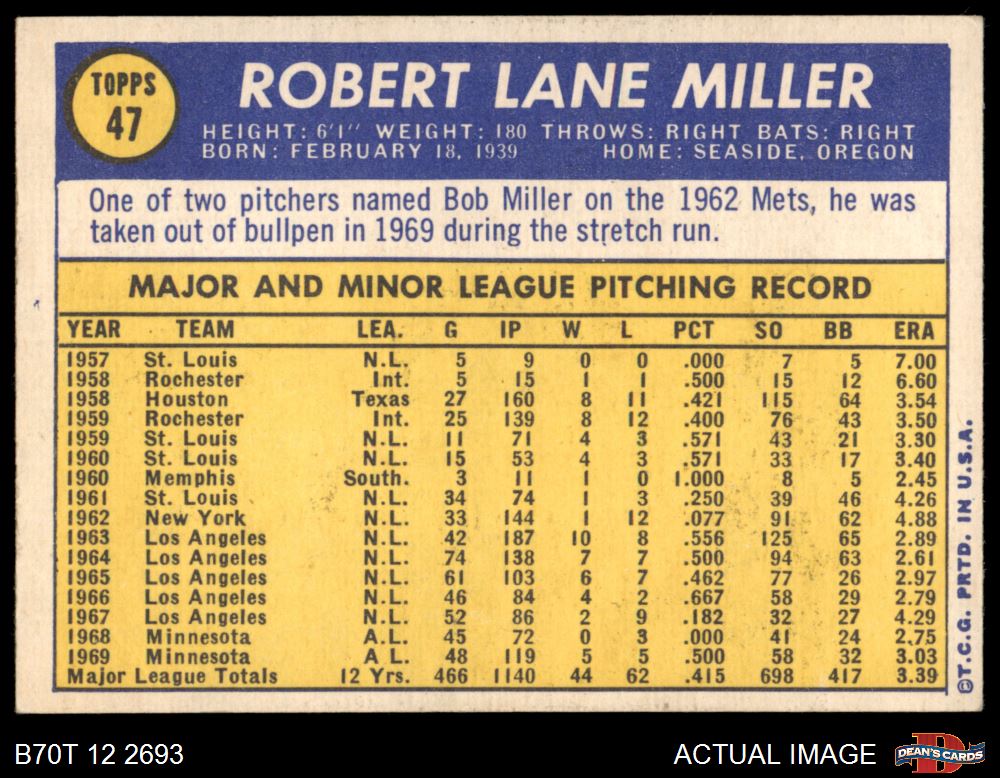 TOPPS
47
ROBERT LANE MILLER
HEIGHT: 6'1" WEIGHT: 180 THROWS: RIGHT BATS: RIGHT
BORN: FEBRUARY 18, 1939 HOME: SEASIDE, OREGON
One of two pitchers named Bob Miller on the 1962 Mets, he was
taken out of bullpen in 1969 during the stretch run.
MAJOR AND MINOR LEAGUE PITCHING RECORD
YEAR TEAM LEA. G IP W L PCT SO BB ERA
1957 St. Louis N.L. 5 9 0 0 .000 7 5 7.00
1958 Rochester Int. 5 15 1 1 .500 15 12 6.60
1958 Houston Texas 27 160 8 11 .421 115 64 3.54
1959 Rochester Int. 25 139 8 12 .400 76 43 3.50
1959 St. Louis N.L. 11 71 4 3 .571 43 21 3.30
1960 St. Louis N.L. 15 53 4 3 .571 33 17 3.40
1960 Memphis South. 3 11 1 0 1.000 8 5 2.45
1961 St. Louis N.L. 34 74 1 3 .250 39 46 4.26
1962 New York N.L. 33 144 1 12 .077 91 62 4.88
1963 Los Angeles N.L. 42 187 10 8 .556 125 65 2.89
1964 Los Angeles N.L. 74 138 7 7 .500 94 63 2.61
1965 Los Angeles N.L. 61 103 6 7 .462 77 26 2.97
1966 Los Angeles N.L. 46 84 4 2 .667 58 29 2.79
1967 Los Angeles N.L. 52 86 2 9 .182 32 27 4.29
1968 Minnesota A.L. 45 72 0 3 .000 41 24 2.75
1969 Minnesota A L. 48 119 5 5 .500 58 32 3.03
Major League Totals 12 Yrs. 466 1140 44 62 .415 698 417 3.39
©T.C.G. PRTD. IN U.S.A.
B70T 12 2693
ACTUAL IMAGE
DEAN'S CARDS